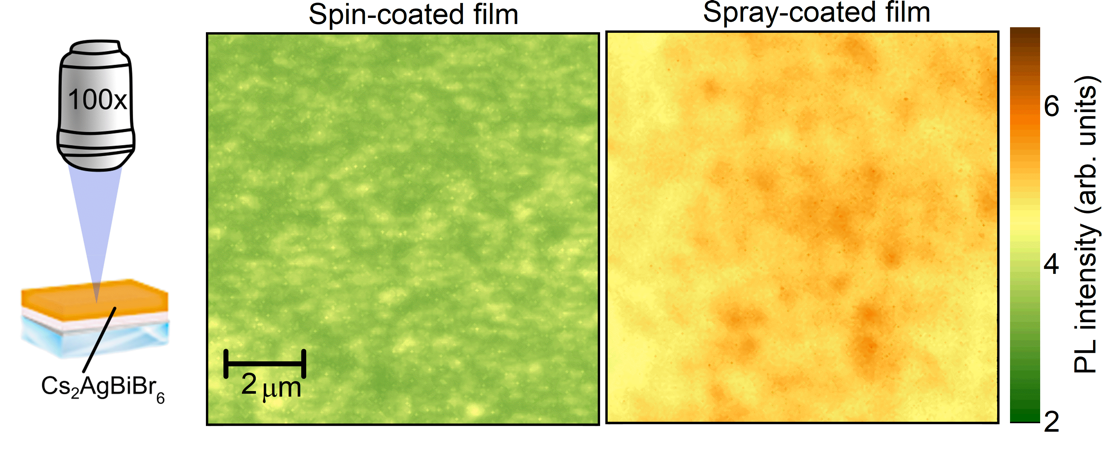 Spin-coated film
Spray-coated film
100x
2 μm
Cs₂AgBiBr₆
6
4
2
PL intensity (arb. units)